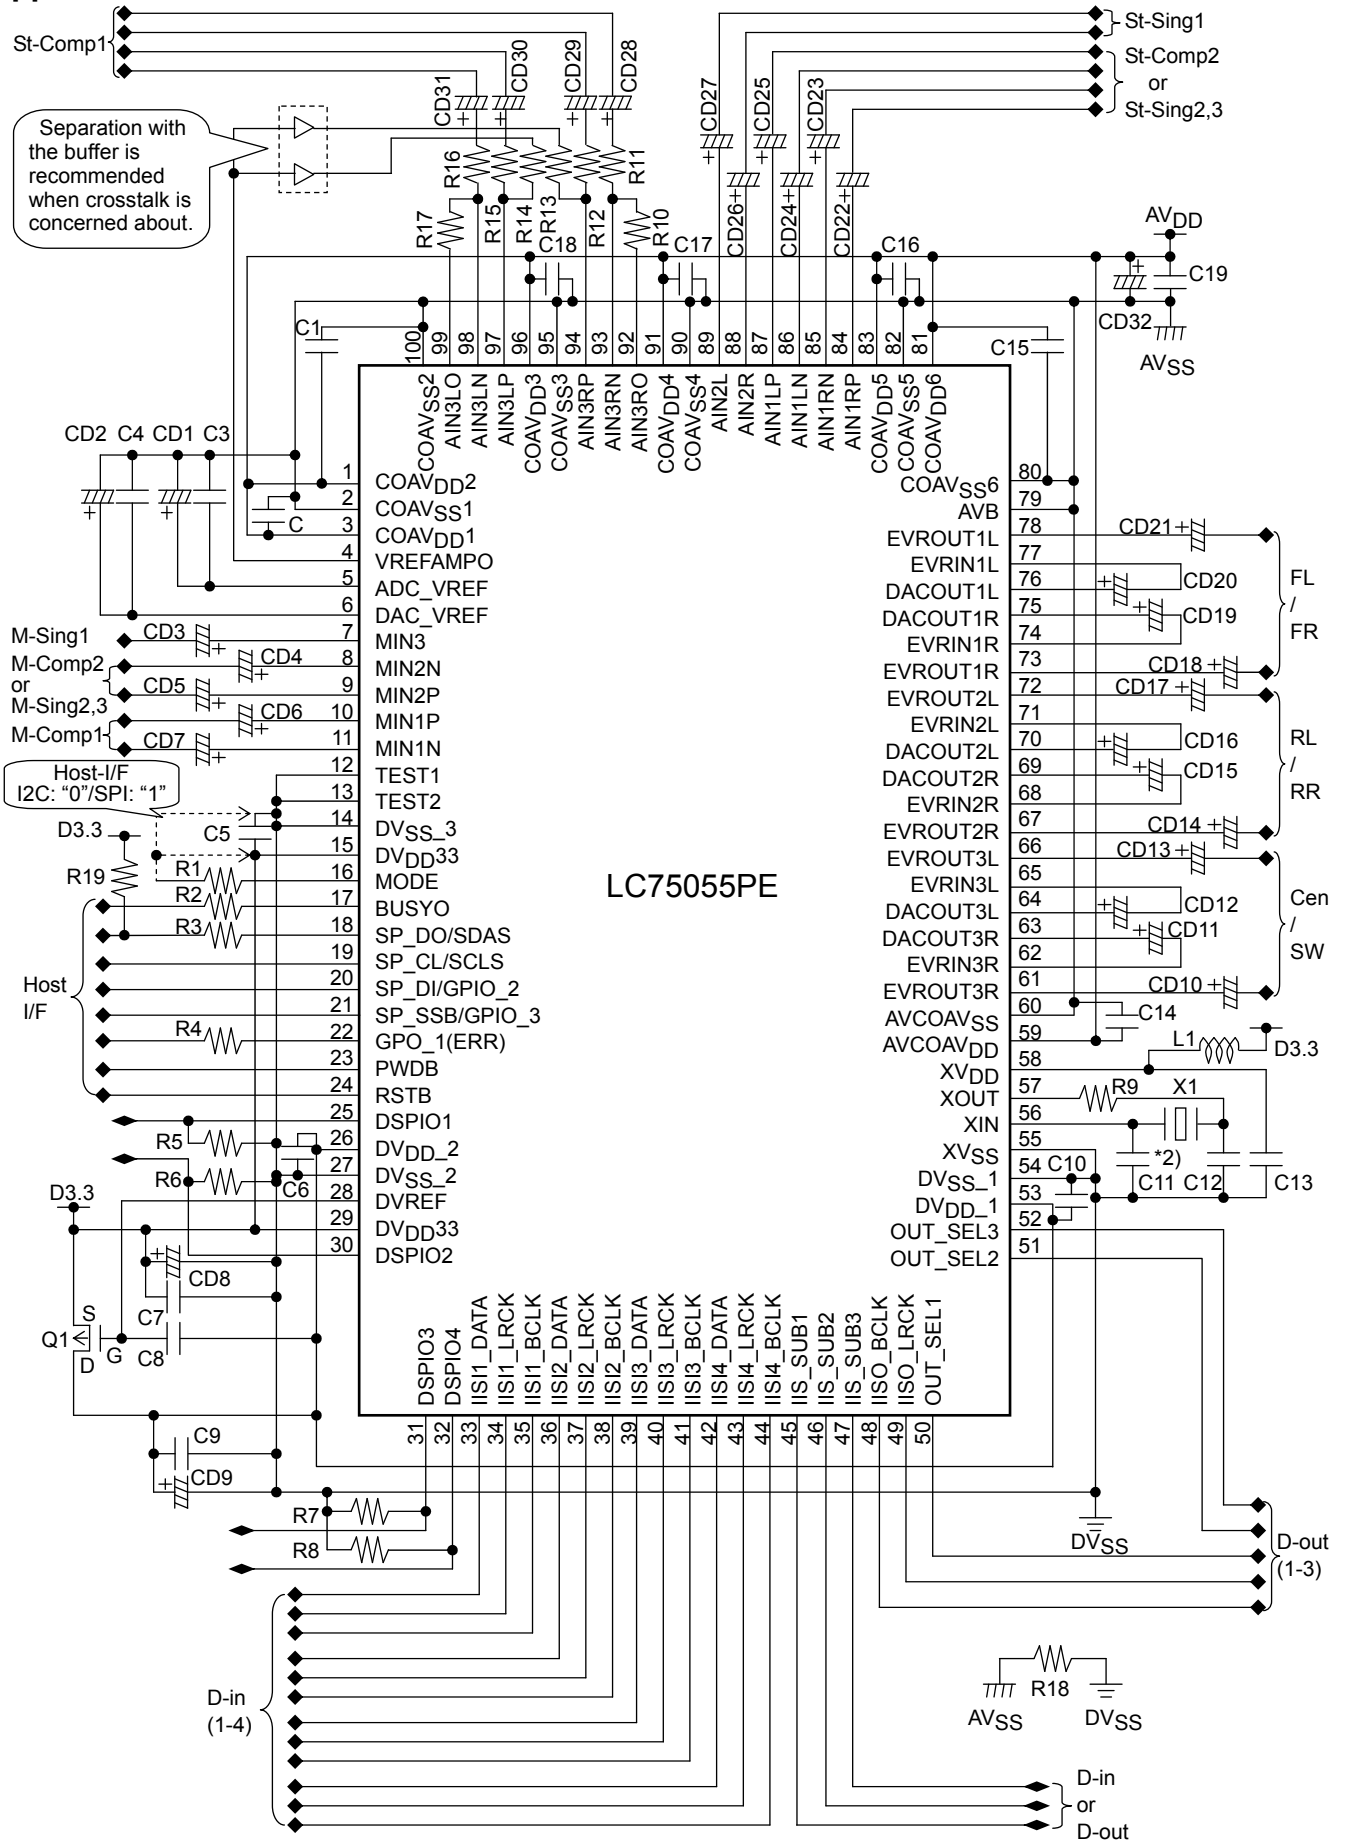 St-Comp1
CD31
CD30
CD29
CD28
CD27
CD25
CD23
St-Sing1
St-Comp2
or
St-Sing2,3
Separation with
the buffer is
recommended
when crosstalk is
concerned about.
R17
R16
R15
R14
R13
R12
R11
R10
CD26
CD24
CD22
C18
C17
C16
AVDD
C19
CD32
AVSS
C1
C15
100
99
98
97
96
95
94
93
92
91
90
89
88
87
86
85
84
83
82
81
COAVSS2
AIN3LO
AIN3LN
AIN3LP
COAVDD3
COAVSS3
AIN3RP
AIN3RN
AIN3RO
COAVDD4
COAVSS4
AIN2L
AIN2R
AIN1LP
AIN1LN
AIN1RN
AIN1RP
COAVDD5
COAVSS5
COAVDD6
CD2 C4 CD1 C3
C
1 COAVDD2
2 COAVSS1
3 COAVDD1
4 VREFAMPO
5 ADC_VREF
6 DAC_VREF
M-Sing1 CD3 7 MIN3
M-Comp2 CD4 8 MIN2N
or
CD5 9 MIN2P
M-Sing2,3
CD6 10 MIN1P
M-Comp1 CD7 11 MIN1N
Host-I/F
I2C: “0”/SPI: “1”
12 TEST1
13 TEST2
D3.3 C5 14 DVSS_3
15 DVDD33
R19 R1 16 MODE
R2 17 BUSYO
R3 18 SP_DO/SDAS
19 SP_CL/SCLS
Host
I/F
20 SP_DI/GPIO_2
21 SP_SSB/GPIO_3
R4 22 GPO_1(ERR)
23 PWDB
24 RSTB
25 DSPIO1
R5 26 DVDD_2
R6 C6 27 DVSS_2
D3.3 28 DVREF
29 DVDD33
30 DSPIO2
CD8
C7
C8
Q1
S
D
G
C9
CD9
LC75055PE
80 COAVSS6
79 AVB
78 EVROUT1L CD21
77 EVRIN1L
76 DACOUT1L CD20
75 DACOUT1R CD19
74 EVRIN1R
73 EVROUT1R CD18
FL
/
FR
72 EVROUT2L CD17
71 EVRIN2L
70 DACOUT2L CD16
69 DACOUT2R CD15
68 EVRIN2R
67 EVROUT2R CD14
RL
/
RR
66 EVROUT3L CD13
65 EVRIN3L
64 DACOUT3L CD12
63 DACOUT3R CD11
62 EVRIN3R
61 EVROUT3R CD10
Cen
/
SW
60 AVCOAVSS C14
59 AVCOAVDD L1 D3.3
58 XVDD
57 XOUT R9 X1
56 XIN
*2)
55 XVSS
54 DVSS_1 C10 C11 C12 C13
53 DVDD_1
52 OUT_SEL3
51 OUT_SEL2
DSPIO3
DSPIO4
IISI1_DATA
IISI1_LRCK
IISI1_BCLK
IISI2_DATA
IISI2_LRCK
IISI2_BCLK
IISI3_DATA
IISI3_LRCK
IISI3_BCLK
IISI4_DATA
IISI4_LRCK
IISI4_BCLK
IIS_SUB1
IIS_SUB2
IIS_SUB3
IISO_BCLK
IISO_LRCK
OUT_SEL1
31
32
33
34
35
36
37
38
39
40
41
42
43
44
45
46
47
48
49
50
R7
R8
DVSS
D-out
(1-3)
D-in
(1-4)
R18
AVSS
DVSS
D-in
or
D-out